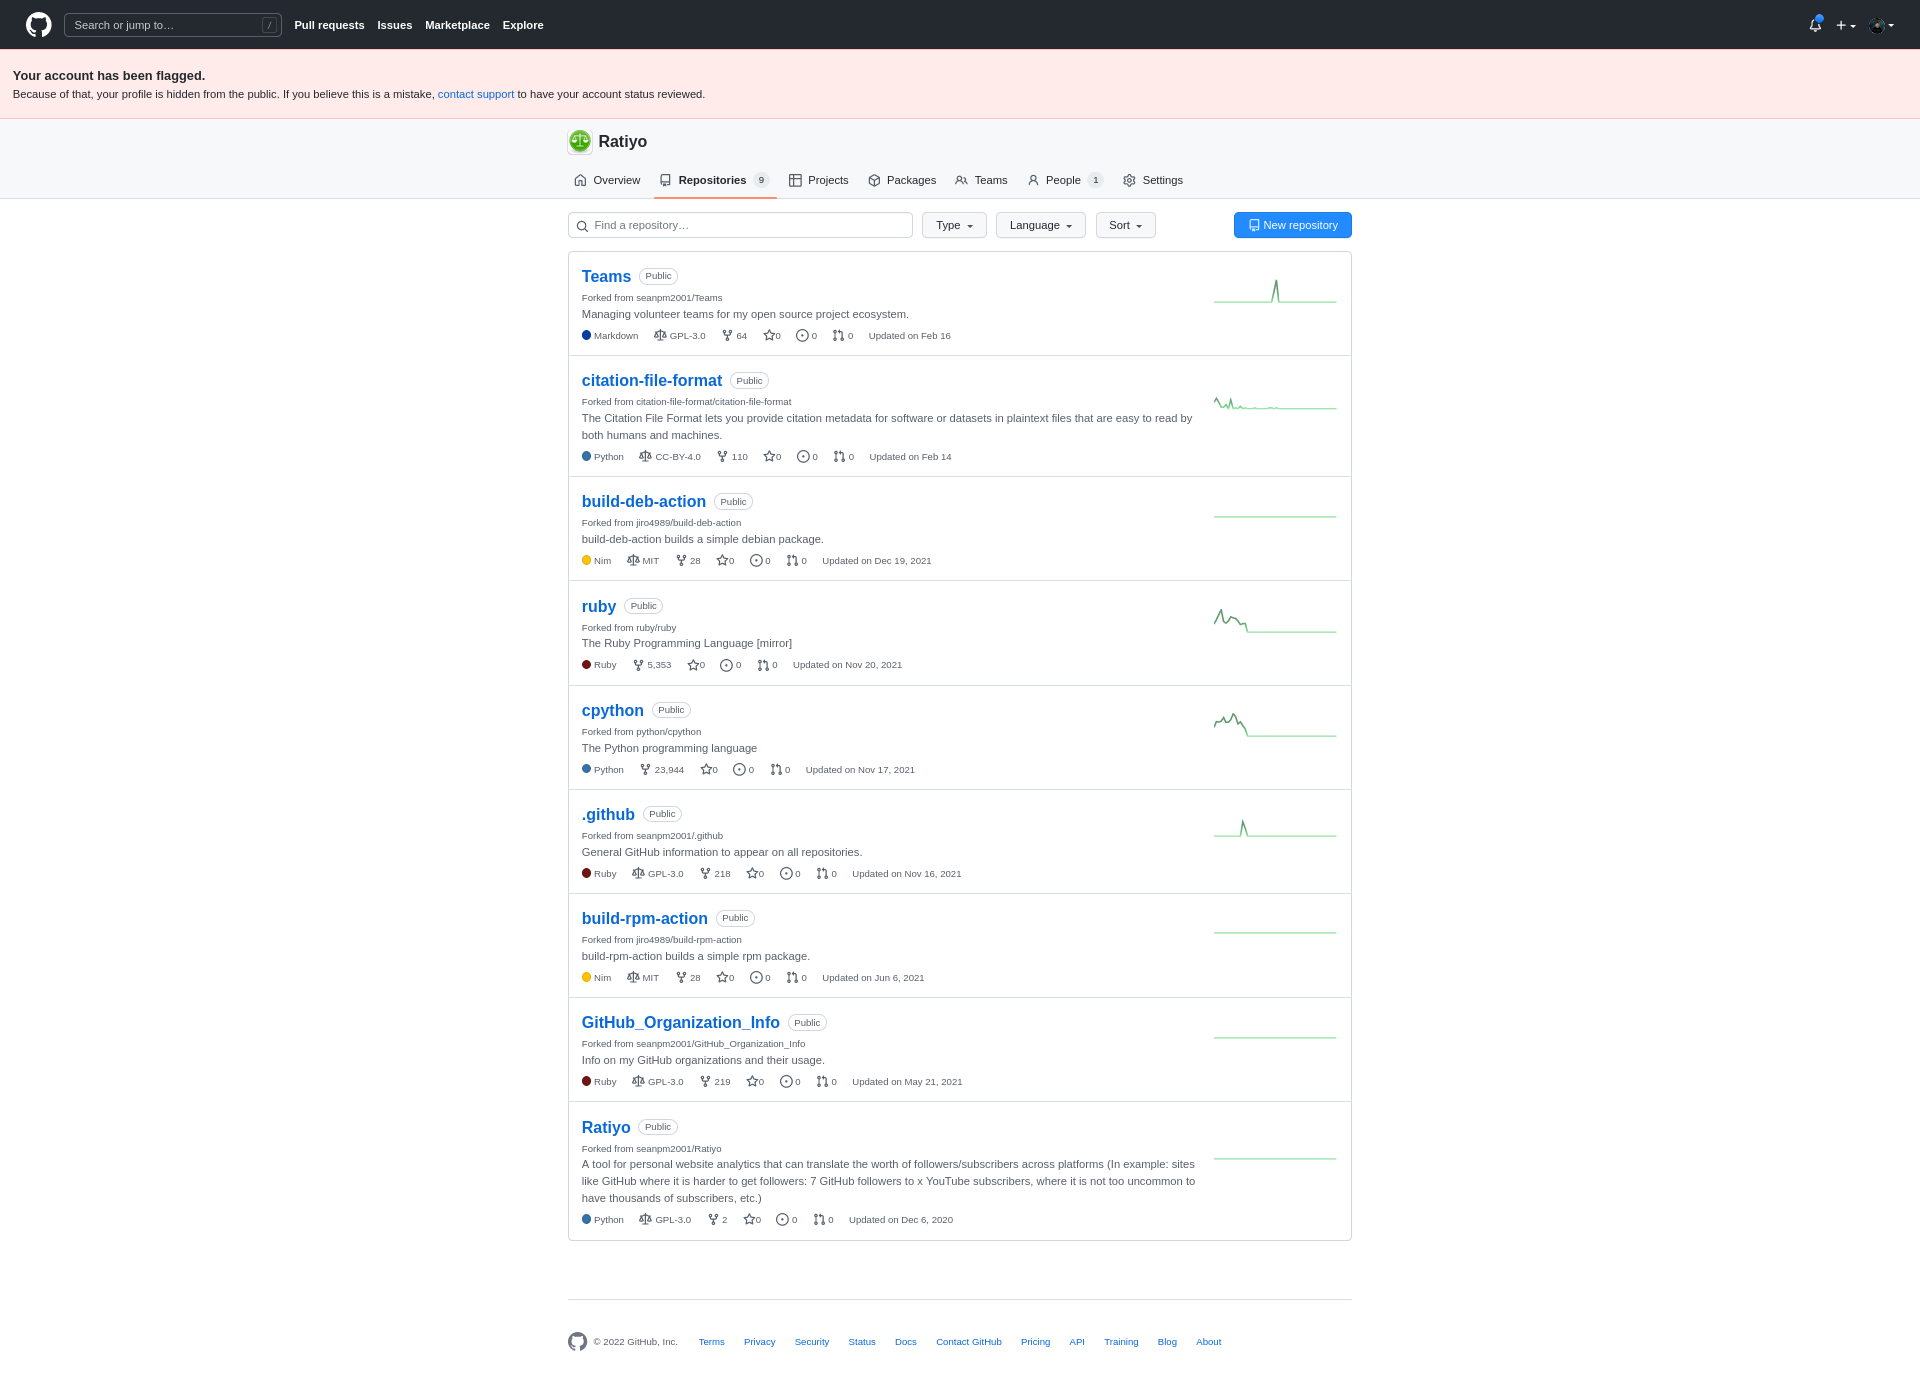 Search or jump to… /
Pull requests Issues Marketplace Explore
Your account has been flagged.
Because of that, your profile is hidden from the public. If you believe this is a mistake, contact support to have your account status reviewed.
Ratiyo
Overview Repositories 9 Projects Packages Teams People 1 Settings
Find a repository… Type Language Sort New repository
Teams Public
Forked from seanpm2001/Teams
Managing volunteer teams for my open source project ecosystem.
Markdown GPL-3.0 64 0 0 0 Updated on Feb 16
citation-file-format Public
Forked from citation-file-format/citation-file-format
The Citation File Format lets you provide citation metadata for software or datasets in plaintext files that are easy to read by
both humans and machines.
Python CC-BY-4.0 110 0 0 0 Updated on Feb 14
build-deb-action Public
Forked from jiro4989/build-deb-action
build-deb-action builds a simple debian package.
Nim MIT 28 0 0 0 Updated on Dec 19, 2021
ruby Public
Forked from ruby/ruby
The Ruby Programming Language [mirror]
Ruby 5,353 0 0 0 Updated on Nov 20, 2021
cpython Public
Forked from python/cpython
The Python programming language
Python 23,944 0 0 0 Updated on Nov 17, 2021
.github Public
Forked from seanpm2001/.github
General GitHub information to appear on all repositories.
Ruby GPL-3.0 218 0 0 0 Updated on Nov 16, 2021
build-rpm-action Public
Forked from jiro4989/build-rpm-action
build-rpm-action builds a simple rpm package.
Nim MIT 28 0 0 0 Updated on Jun 6, 2021
GitHub_Organization_Info Public
Forked from seanpm2001/GitHub_Organization_Info
Info on my GitHub organizations and their usage.
Ruby GPL-3.0 219 0 0 0 Updated on May 21, 2021
Ratiyo Public
Forked from seanpm2001/Ratiyo
A tool for personal website analytics that can translate the worth of followers/subscribers across platforms (In example: sites
like GitHub where it is harder to get followers: 7 GitHub followers to x YouTube subscribers, where it is not too uncommon to
have thousands of subscribers, etc.)
Python GPL-3.0 2 0 0 0 Updated on Dec 6, 2020
© 2022 GitHub, Inc. Terms Privacy Security Status Docs Contact GitHub Pricing API Training Blog About